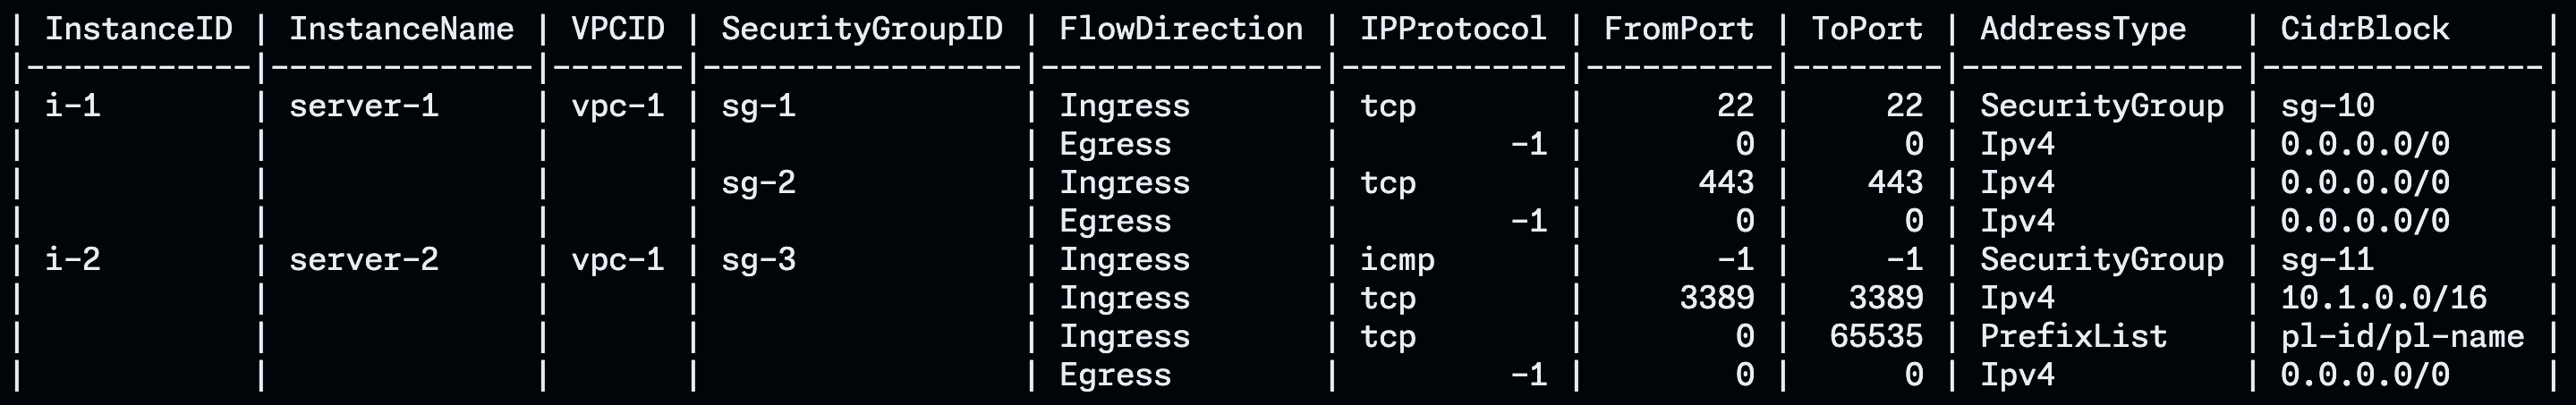 | InstanceID | InstanceName | VPCID | SecurityGroupID | FlowDirection | IPProtocol | FromPort | ToPort | AddressType   | CidrBlock     |
|------------|--------------|-------|-----------------|---------------|------------|----------|--------|---------------|---------------|
| i-1        | server-1     | vpc-1 | sg-1            | Ingress       | tcp        |       22 |     22 | SecurityGroup | sg-10         |
|            |              |       |                 | Egress        |         -1 |        0 |      0 | Ipv4          | 0.0.0.0/0     |
|            |              |       | sg-2            | Ingress       | tcp        |      443 |    443 | Ipv4          | 0.0.0.0/0     |
|            |              |       |                 | Egress        |         -1 |        0 |      0 | Ipv4          | 0.0.0.0/0     |
| i-2        | server-2     | vpc-1 | sg-3            | Ingress       | icmp       |       -1 |     -1 | SecurityGroup | sg-11         |
|            |              |       |                 | Ingress       | tcp        |     3389 |   3389 | Ipv4          | 10.1.0.0/16   |
|            |              |       |                 | Ingress       | tcp        |        0 |  65535 | PrefixList    | pl-id/pl-name |
|            |              |       |                 | Egress        |         -1 |        0 |      0 | Ipv4          | 0.0.0.0/0     |